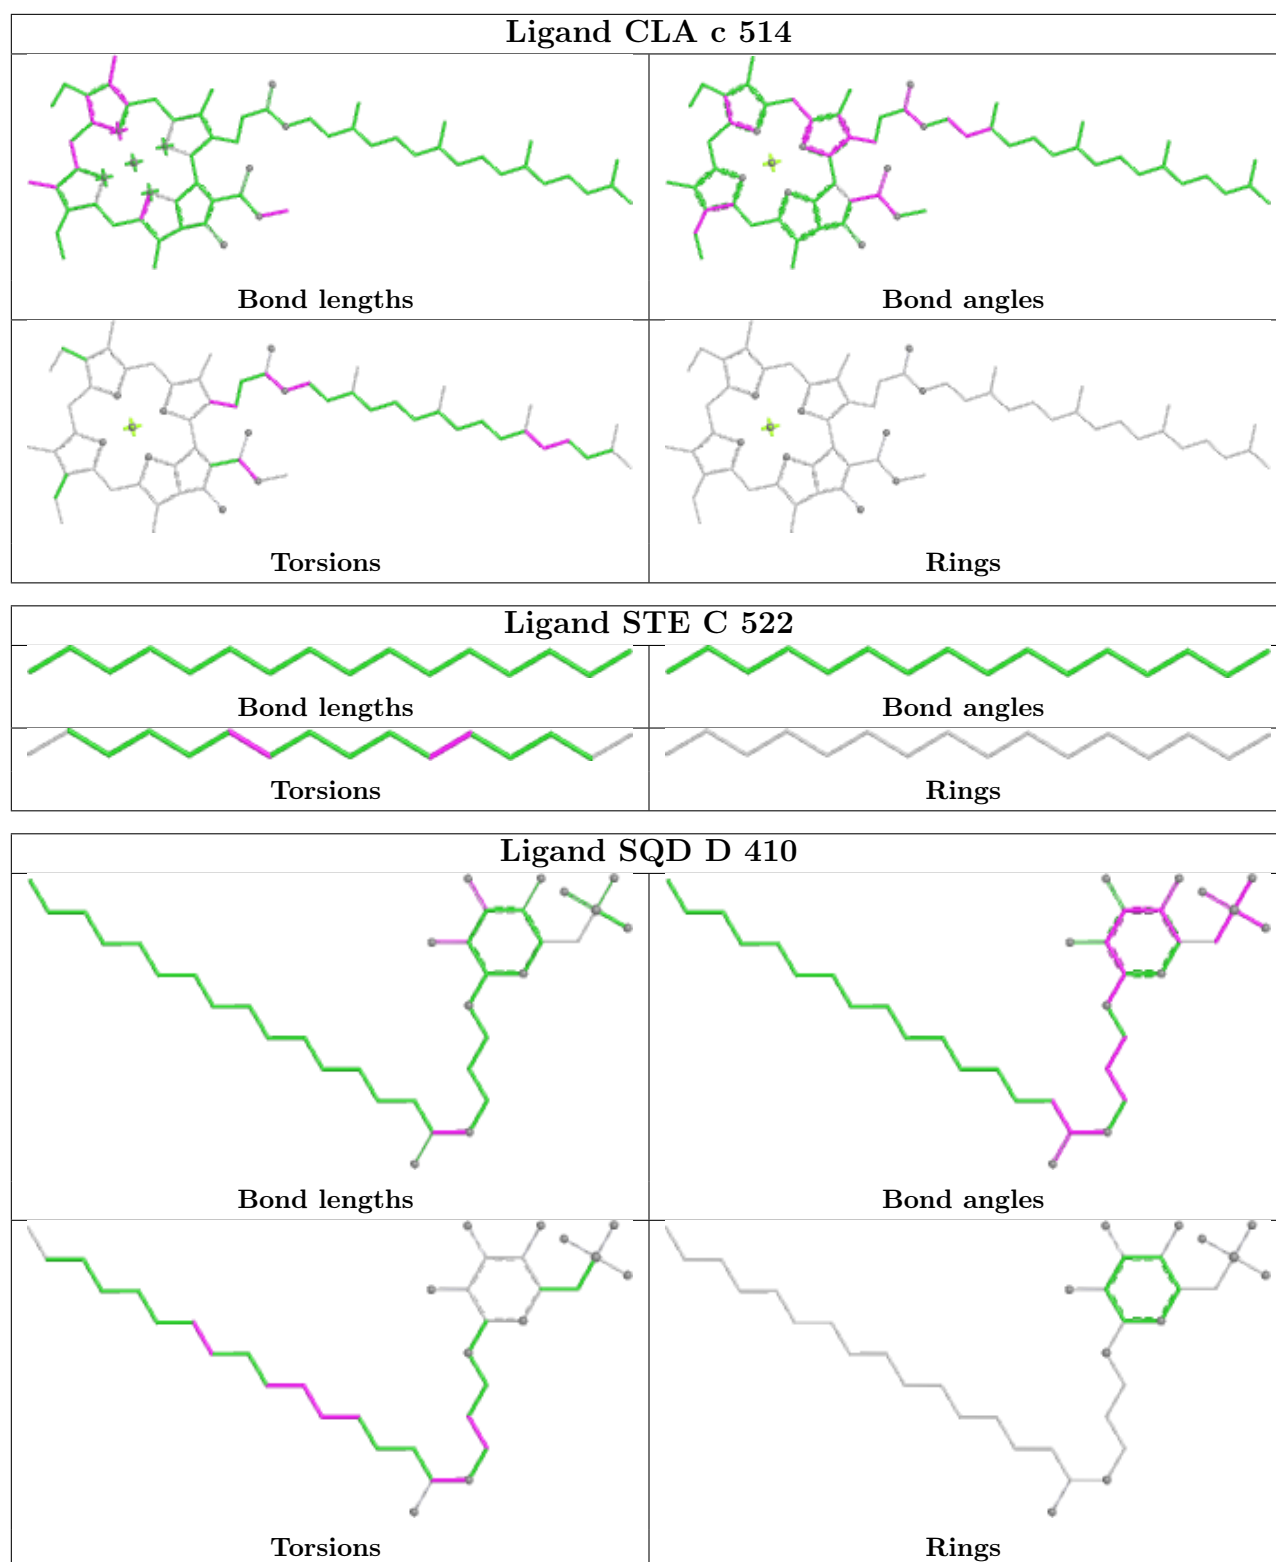 Ligand CLA c 514
Bond lengths
Bond angles
Torsions
Rings
Ligand STE C 522
Bond lengths
Bond angles
Torsions
Rings
Ligand SQD D 410
Bond lengths
Bond angles
Torsions
Rings